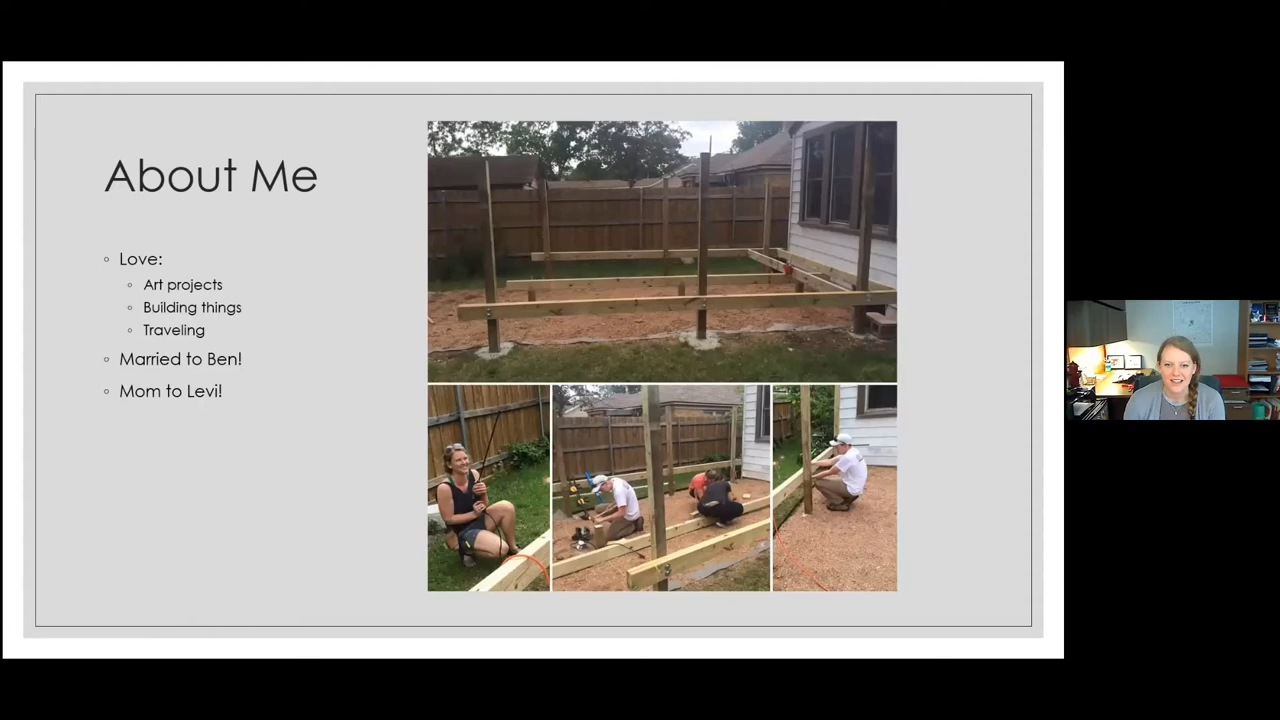 About Me
Love:
Art projects
Building things
Traveling
Married to Ben!
Mom to Levi!